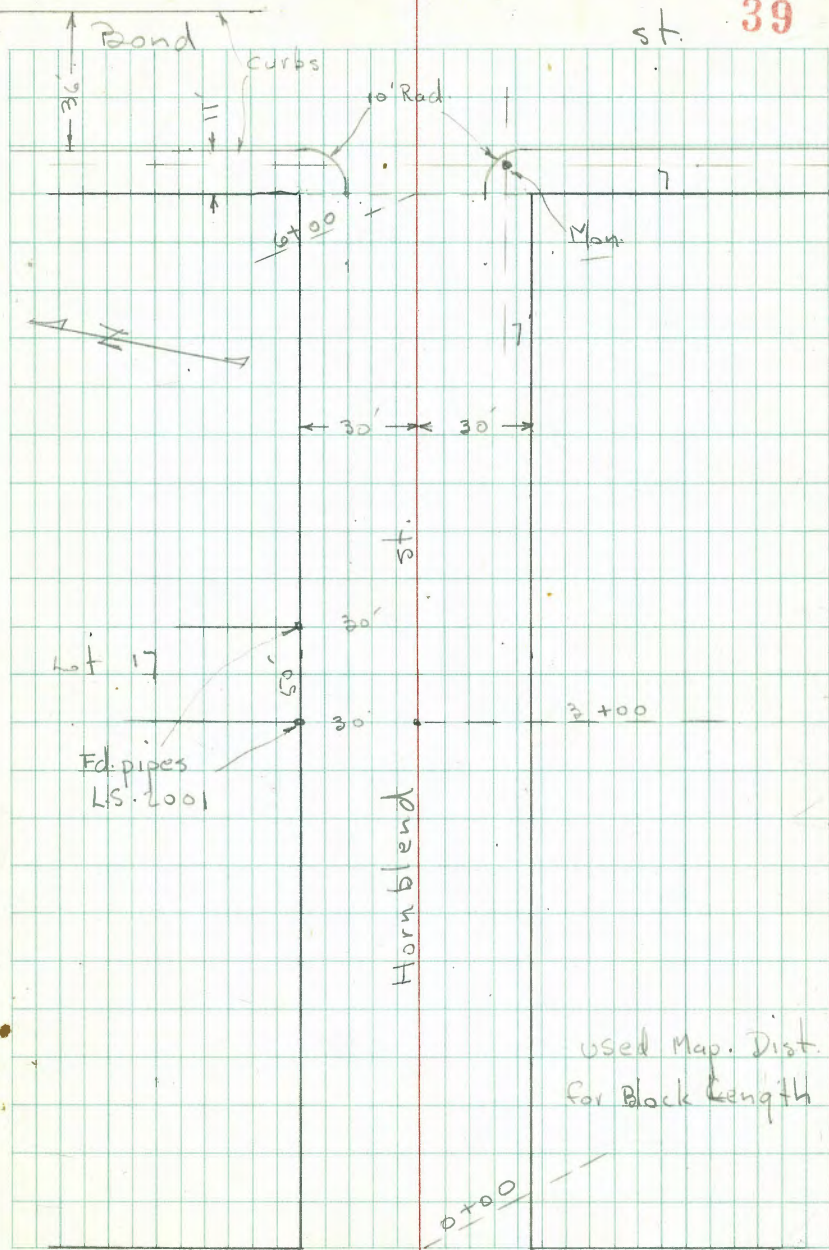 39
Bond
st.
curbs
36'
11'
10' Rad.
7
6+00
Mon.
N
7
30'
30'
st.
30'
Lot 17
50'
30
3+00
Fd. pipes
LS. 2001
Hornblend
used Map. Dist.
for Block Length
0+00